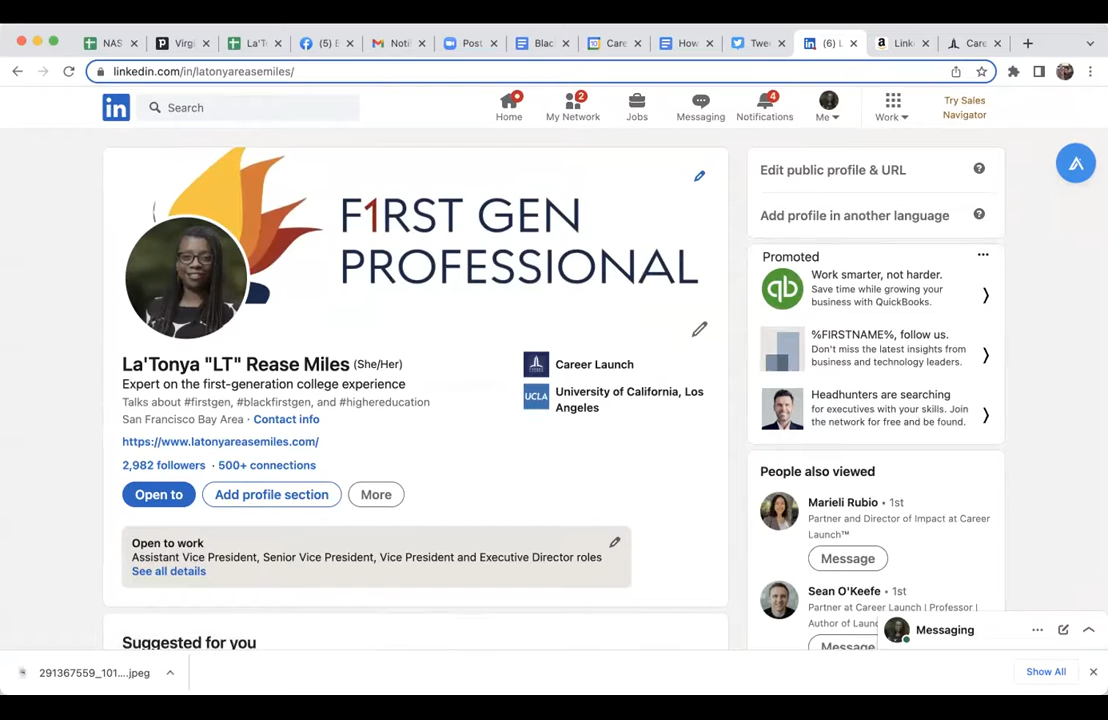 NAS
Virg
La'T
(5) E
Noti
Post
Blac
Care
How
Twee
(6) L
Linke
Care
linkedin.com/in/latonyareasemiles/
in
Search
Home
2
My Network
Jobs
Messaging
4
Notifications
Me
Work
Try Sales
Navigator
F1RST GEN
PROFESSIONAL
La'Tonya "LT" Rease Miles (She/Her)
Expert on the first-generation college experience
Talks about #firstgen, #blackfirstgen, and #highereducation
San Francisco Bay Area · Contact info
https://www.latonyareasemiles.com/
2,982 followers · 500+ connections
Open to
Add profile section
More
Career Launch
UCLA
University of California, Los
Angeles
Open to work
Assistant Vice President, Senior Vice President, Vice President and Executive Director roles
See all details
Suggested for you
Edit public profile & URL
Add profile in another language
Promoted
qb
Work smarter, not harder.
Save time while growing your
business with QuickBooks.
%FIRSTNAME%, follow us.
Don't miss the latest insights from
business and technology leaders.
Headhunters are searching
for executives with your skills. Join
the network for free and be found.
People also viewed
Marieli Rubio • 1st
Partner and Director of Impact at Career
Launch™
Message
Sean O'Keefe • 1st
Partner at Career Launch | Professor |
Author of Laun
Message
Messaging
291367559_101....jpeg
Show All